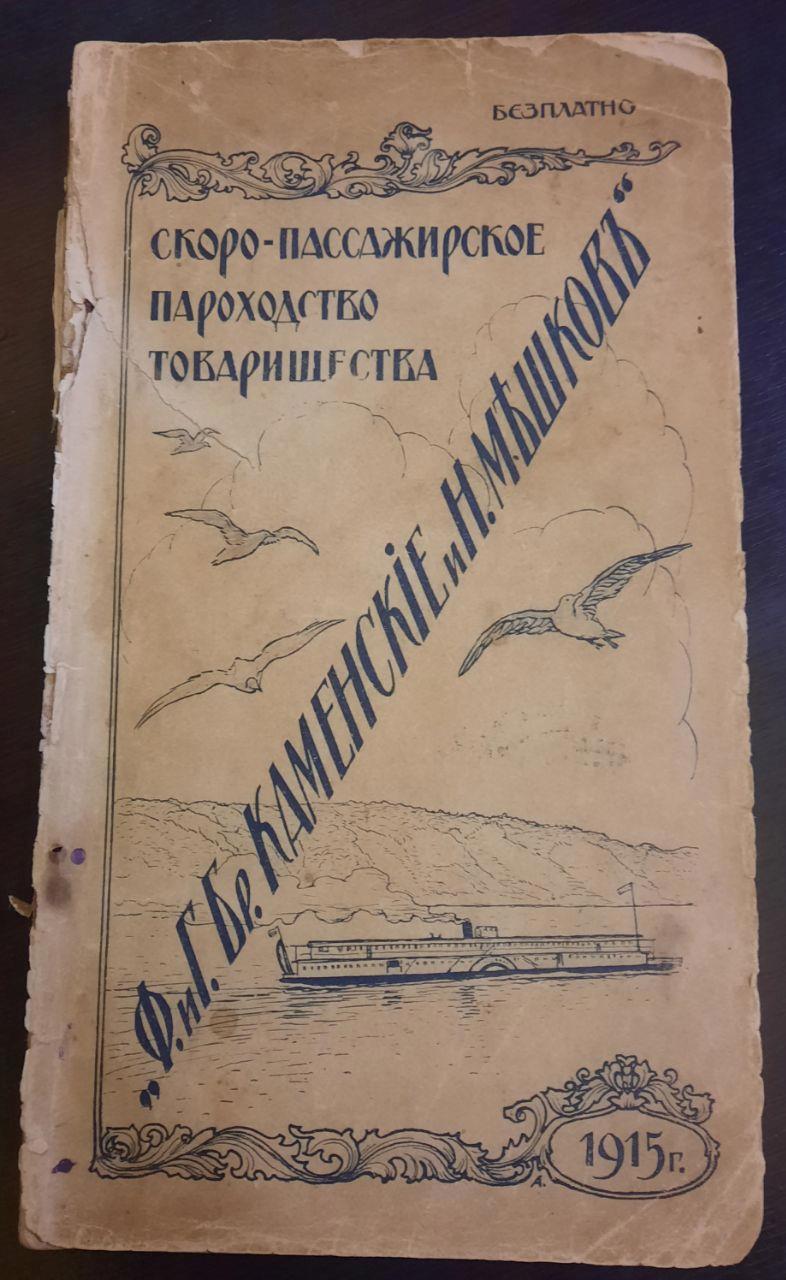 БЕЗПЛАТНО
СКОРО-ПАССАЖИРСКОЕ
ПАРОХОДСТВО
ТОВАРИЩЕСТВА
„Ф. и Г. Бр. КАМЕНСКІЕ и Н. МѢШКОВЪ“
1915 г.
А.